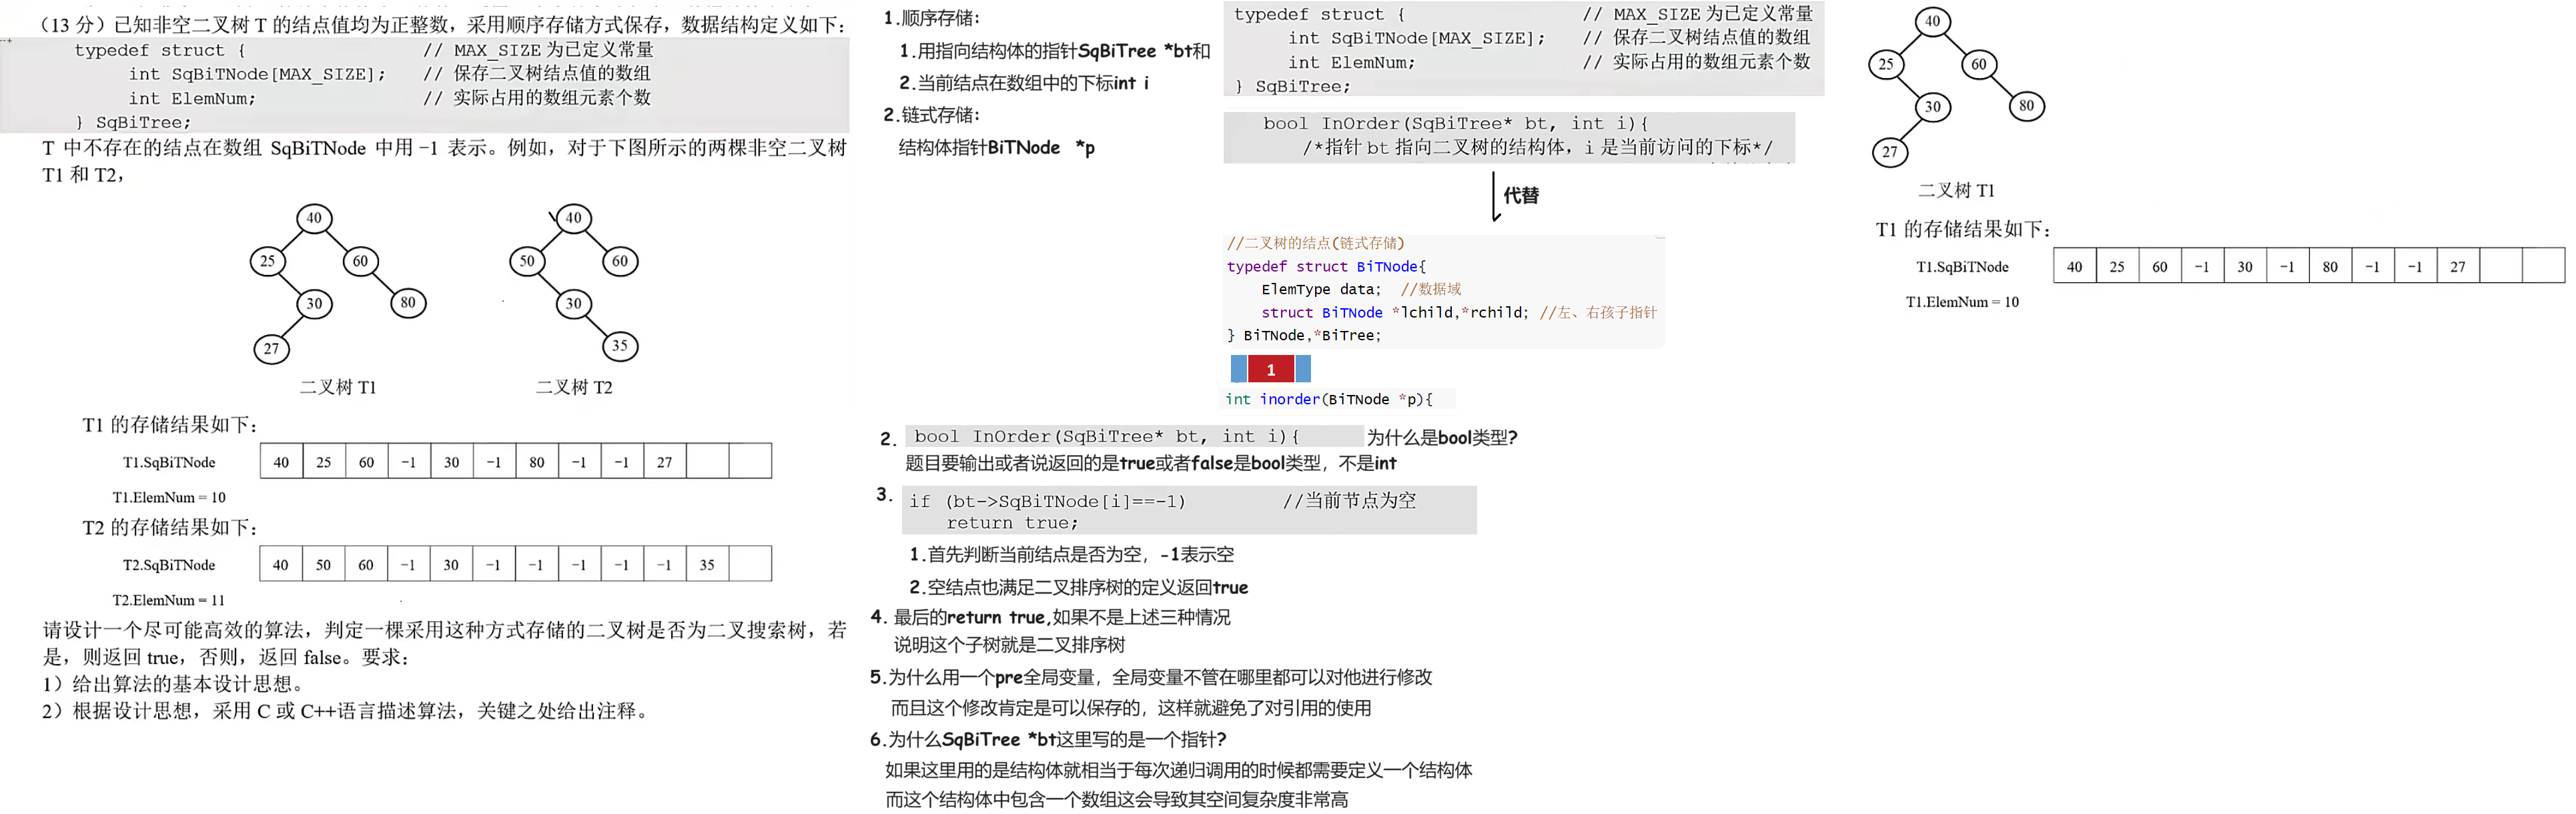 （13 分）已知非空二叉树 T 的结点值均为正整数，采用顺序存储方式保存，数据结构定义如下：
typedef struct { // MAX_SIZE 为已定义常量
int SqBiTNode[MAX_SIZE]; // 保存二叉树结点值的数组
int ElemNum; // 实际占用的数组元素个数
} SqBiTree;
T 中不存在的结点在数组 SqBiTNode 中用 −1 表示。例如，对于下图所示的两棵非空二叉树
T1 和 T2，
40
25 60
30 80
27
二叉树 T1
40
50 60
30
35
二叉树 T2
T1 的存储结果如下：
T1.SqBiTNode 40 25 60 −1 30 −1 80 −1 −1 27
T1.ElemNum = 10
T2 的存储结果如下：
T2.SqBiTNode 40 50 60 −1 30 −1 −1 −1 −1 −1 35
T2.ElemNum = 11
请设计一个尽可能高效的算法，判定一棵采用这种方式存储的二叉树是否为二叉搜索树，若
是，则返回 true，否则，返回 false。要求：
1）给出算法的基本设计思想。
2）根据设计思想，采用 C 或 C++语言描述算法，关键之处给出注释。
1.顺序存储:
1.用指向结构体的指针SqBiTree *bt和
2.当前结点在数组中的下标int i
2.链式存储:
结构体指针BiTNode *p
typedef struct { // MAX_SIZE 为已定义常量
int SqBiTNode[MAX_SIZE]; // 保存二叉树结点值的数组
int ElemNum; // 实际占用的数组元素个数
} SqBiTree;
bool InOrder(SqBiTree* bt, int i){
/*指针 bt 指向二叉树的结构体，i 是当前访问的下标*/
代替
//二叉树的结点(链式存储)
typedef struct BiTNode{
ElemType data; //数据域
struct BiTNode *lchild,*rchild; //左、右孩子指针
} BiTNode,*BiTree;
1
int inorder(BiTNode *p){
2. bool InOrder(SqBiTree* bt, int i){ 为什么是bool类型?
题目要输出或者说返回的是true或者false是bool类型，不是int
3. if (bt->SqBiTNode[i]==-1) //当前节点为空
return true;
1.首先判断当前结点是否为空，-1表示空
2.空结点也满足二叉排序树的定义返回true
4. 最后的return true,如果不是上述三种情况
说明这个子树就是二叉排序树
5.为什么用一个pre全局变量，全局变量不管在哪里都可以对他进行修改
而且这个修改肯定是可以保存的，这样就避免了对引用的使用
6.为什么SqBiTree *bt这里写的是一个指针?
如果这里用的是结构体就相当于每次递归调用的时候都需要定义一个结构体
而这个结构体中包含一个数组这会导致其空间复杂度非常高
40
25 60
30 80
27
二叉树 T1
T1 的存储结果如下：
T1.SqBiTNode 40 25 60 −1 30 −1 80 −1 −1 27
T1.ElemNum = 10